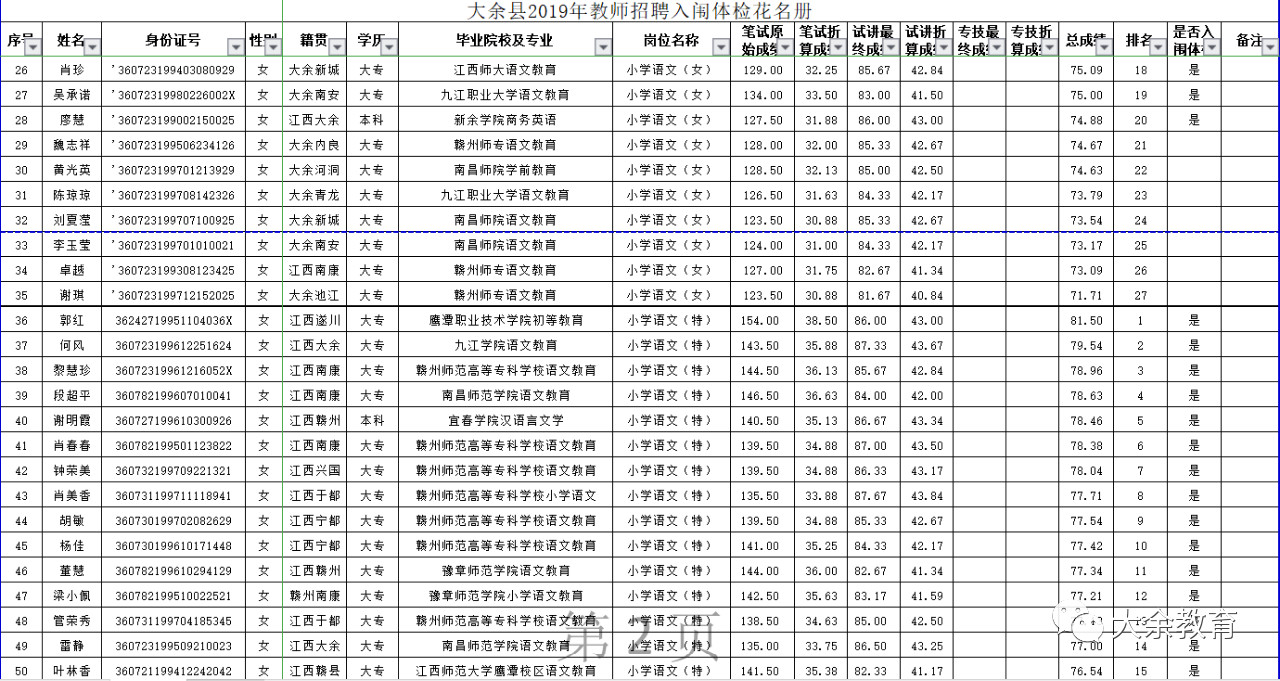 大余县2019年教师招聘入闱体检花名册
序号 姓名 身份证号 性别 籍贯 学历 毕业院校及专业 岗位名称 笔试原始成绩 笔试折算成绩 试讲最终成绩 试讲折算成绩 专技最终成绩 专技折算成绩 总成绩 排名 是否入闱体检 备注
26 肖珍 '360723199403080929 女 大余新城 大专 江西师大语文教育 小学语文（女） 129.00 32.25 85.67 42.84 75.09 18 是
27 吴承诺 '36072319980226002X 女 大余南安 大专 九江职业大学语文教育 小学语文（女） 134.00 33.50 83.00 41.50 75.00 19 是
28 廖慧 '360723199002150025 女 江西大余 本科 新余学院商务英语 小学语文（女） 127.50 31.88 86.00 43.00 74.88 20 是
29 魏志祥 '360723199506234126 女 大余内良 大专 赣州师专语文教育 小学语文（女） 128.00 32.00 85.33 42.67 74.67 21
30 黄光英 '360723199701213929 女 大余河洞 大专 南昌师院学前教育 小学语文（女） 128.50 32.13 85.00 42.50 74.63 22
31 陈琼琼 '360723199708142326 女 大余青龙 大专 九江职业大学语文教育 小学语文（女） 126.50 31.63 84.33 42.17 73.79 23
32 刘夏滢 '360723199707100925 女 大余新城 大专 南昌师院语文教育 小学语文（女） 123.50 30.88 85.33 42.67 73.54 24
33 李玉莹 '360723199701010021 女 大余南安 大专 南昌师院语文教育 小学语文（女） 124.00 31.00 84.33 42.17 73.17 25
34 卓越 '360723199308123425 女 江西南康 大专 赣州师专语文教育 小学语文（女） 127.00 31.75 82.67 41.34 73.09 26
35 谢琪 '360723199712152025 女 大余池江 大专 赣州师专语文教育 小学语文（女） 123.50 30.88 81.67 40.84 71.71 27
36 郭红 36242719951104036X 女 江西遂川 大专 鹰潭职业技术学院初等教育 小学语文（特） 154.00 38.50 86.00 43.00 81.50 1 是
37 何风 360723199612251624 女 江西大余 大专 九江学院语文教育 小学语文（特） 143.50 35.88 87.33 43.67 79.54 2 是
38 黎慧珍 36072319961216052X 女 江西南康 大专 赣州师范高等专科学校语文教育 小学语文（特） 144.50 36.13 85.67 42.84 78.96 3 是
39 段超平 360782199607010041 女 江西南康 大专 南昌师范学院语文教育 小学语文（特） 146.50 36.63 84.00 42.00 78.63 4 是
40 谢明霞 360727199610300926 女 江西赣州 本科 宜春学院汉语言文学 小学语文（特） 140.50 35.13 86.67 43.34 78.46 5 是
41 肖春春 360782199501123822 女 江西南康 大专 赣州师范高等专科学校语文教育 小学语文（特） 139.50 34.88 87.00 43.50 78.38 6 是
42 钟荣美 360732199709221321 女 江西兴国 大专 赣州师范高等专科学校语文教育 小学语文（特） 139.50 34.88 86.33 43.17 78.04 7 是
43 肖美香 360731199711118941 女 江西于都 大专 赣州师范高等专科学校小学语文 小学语文（特） 135.50 33.88 87.67 43.84 77.71 8 是
44 胡敏 360730199702082629 女 江西宁都 大专 赣州师范高等专科学校语文教育 小学语文（特） 139.50 34.88 85.33 42.67 77.54 9 是
45 杨佳 360730199610171448 女 江西宁都 大专 赣州师范高等专科学校语文教育 小学语文（特） 141.00 35.25 84.33 42.17 77.42 10 是
46 董慧 360782199610294129 女 江西赣州 大专 豫章师范学院语文教育 小学语文（特） 144.00 36.00 82.67 41.34 77.34 11 是
47 梁小佩 360782199510022521 女 赣州南康 大专 豫章师范学院小学语文教育 小学语文（特） 142.50 35.63 83.17 41.59 77.21 12 是
48 管荣秀 360731199704185345 女 江西于都 大专 赣州师范高等专科学校语文教育 小学语文（特） 138.50 34.63 85.00 42.50 是
49 雷静 360723199509210023 女 江西大余 大专 南昌师范学院语文教育 小学语文（特） 135.00 33.75 86.50 43.25 77.00 14 是
50 叶林香 360721199412242042 女 江西赣县 大专 江西师范大学鹰潭校区语文教育 小学语文（特） 141.50 35.38 82.33 41.17 76.54 15 是
第 2 页
大余教育